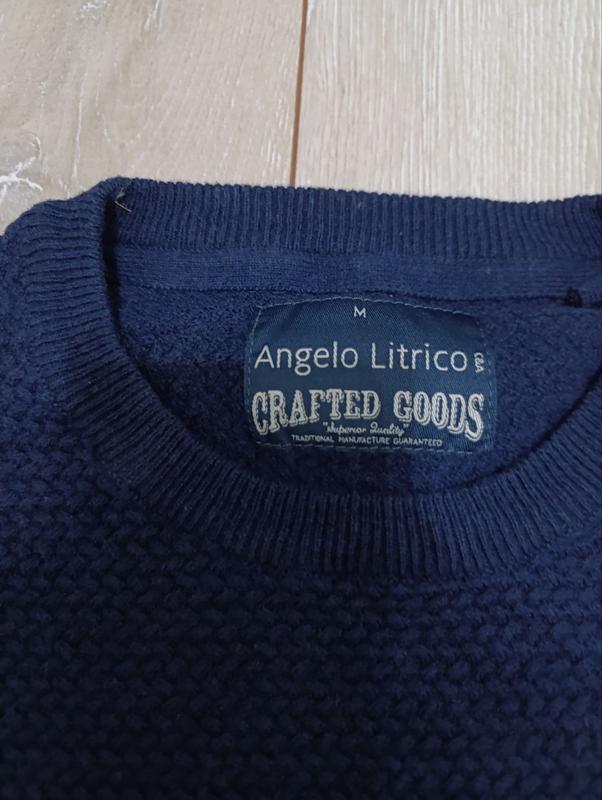 M
Angelo Litrico C&A
CRAFTED GOODS
"Superior Quality"
TRADITIONAL MANUFACTURE GUARANTEED